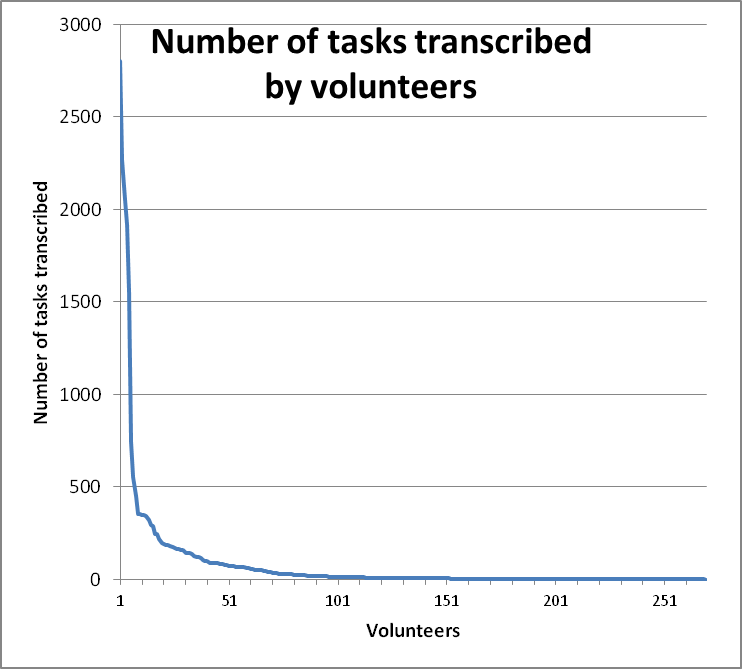 Number of tasks transcribed
by volunteers
Number of tasks transcribed
3000
2500
2000
1500
1000
500
0
1 51 101 151 201 251
Volunteers